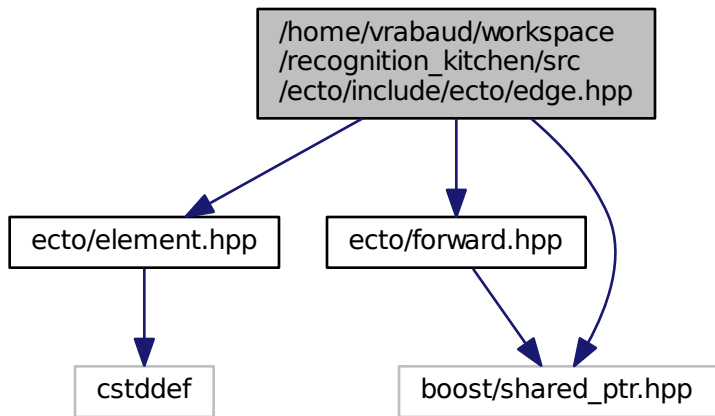 /home/vrabaud/workspace
/recognition_kitchen/src
/ecto/include/ecto/edge.hpp
ecto/element.hpp
ecto/forward.hpp
cstddef
boost/shared_ptr.hpp